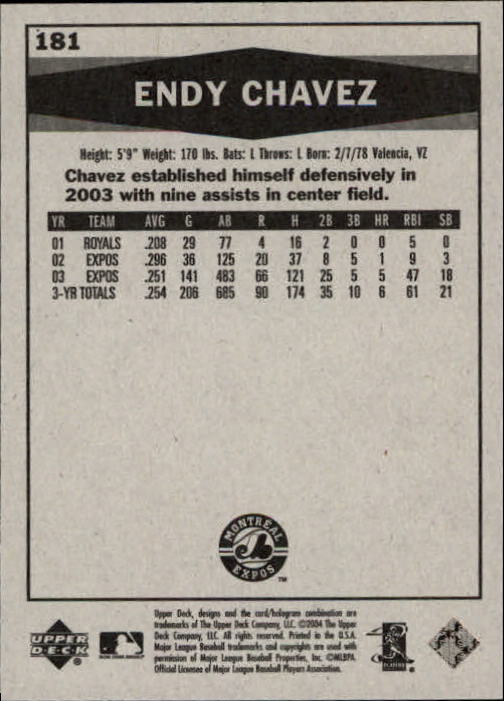 181
ENDY CHAVEZ
Height: 5'9" Weight: 170 lbs. Bats: L Throws: L Born: 2/7/78 Valencia, VZ
Chavez established himself defensively in
2003 with nine assists in center field.
YR TEAM AVG G AB R H 2B 3B HR RBI SB
01 ROYALS .208 29 77 4 16 2 0 0 5 0
02 EXPOS .296 36 125 20 37 8 5 1 9 3
03 EXPOS .251 141 483 66 121 25 5 5 47 18
3-YR TOTALS .254 206 685 90 174 35 10 6 61 21
MONTREAL
EXPOS
TM
Upper Deck, designs and the card/hologram combination are
trademarks of The Upper Deck Company, LLC. ©2004 The Upper
Deck Company, LLC. All rights reserved. Printed in the U.S.A.
Major League Baseball trademarks and copyrights are used with
permission of Major League Baseball Properties, Inc. ©MLBPA
Official Licensee of Major League Baseball Players Association.
UPPER
DECK
®
PLAYERS